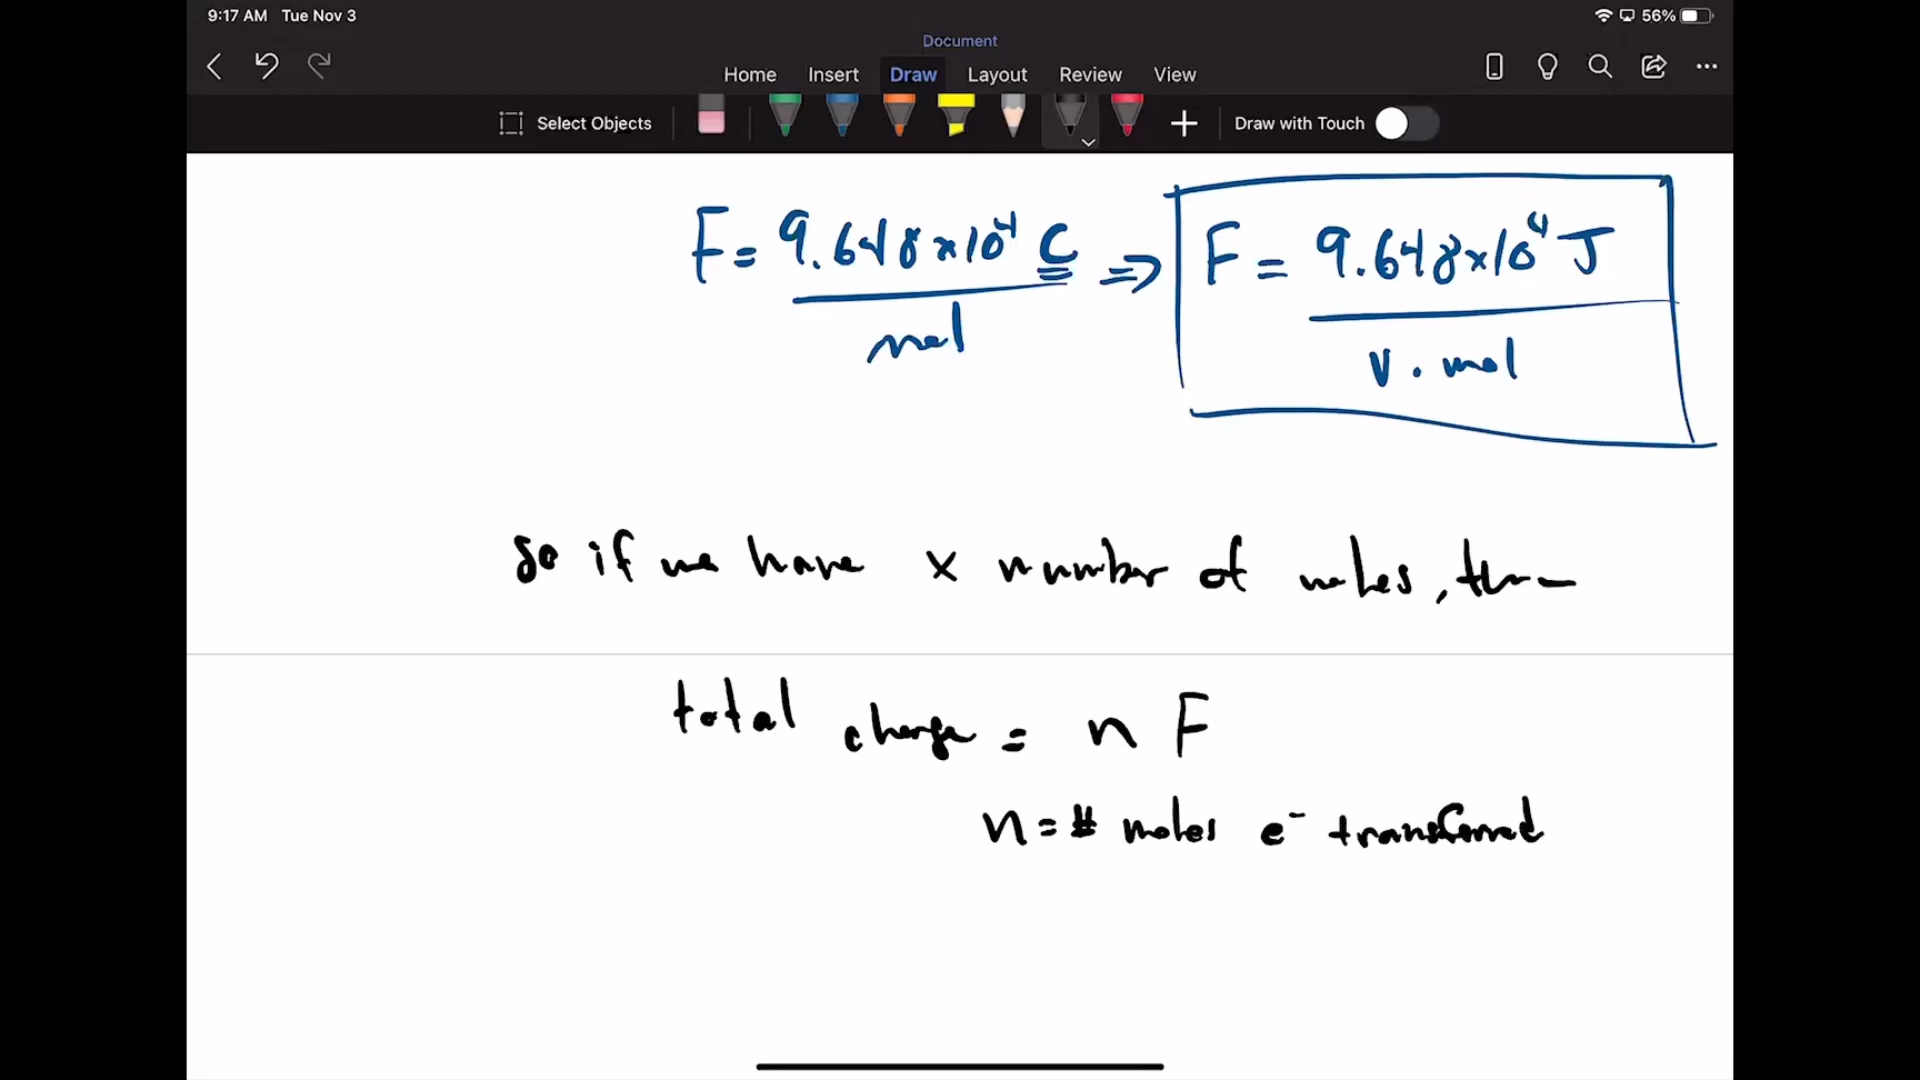 9:17 AM Tue Nov 3
56%
Document
Home Insert Draw Layout Review View
Select Objects
Draw with Touch
F = 9.648 x 10⁴ C / mol ⇒ F = 9.648 x 10⁴ J / V · mol
So if we have x number of moles, then
total charge = n F
n = # moles e⁻ transferred